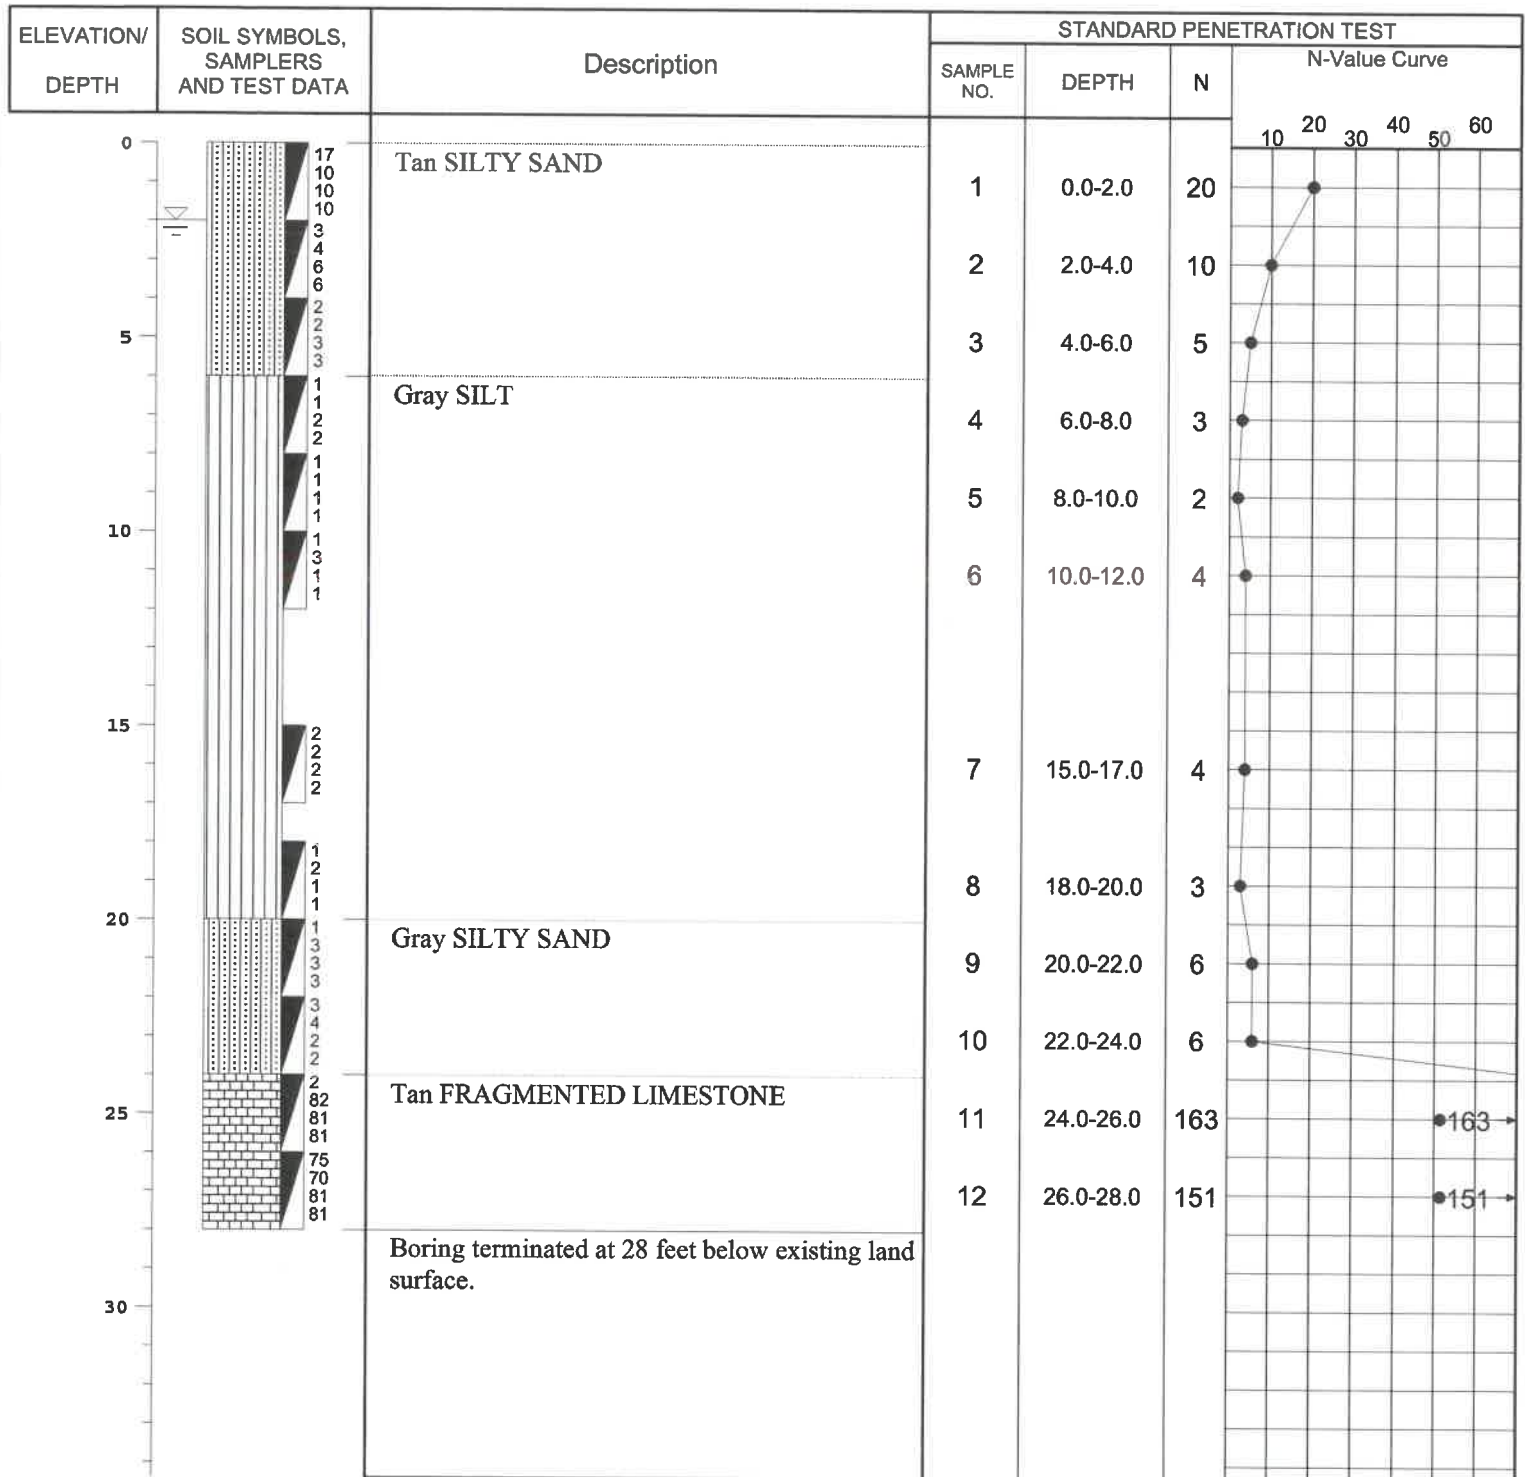 ELEVATION/
DEPTH
SOIL SYMBOLS,
SAMPLERS
AND TEST DATA
Description
STANDARD PENETRATION TEST
SAMPLE
NO.
DEPTH
N
N-Value Curve
10 20 30 40 50 60
0
17
10
10
10
Tan SILTY SAND
1 0.0-2.0 20
3
4
6
6
2 2.0-4.0 10
2
2
3
3
5
3 4.0-6.0 5
1
1
2
2
Gray SILT
4 6.0-8.0 3
1
1
1
1
5 8.0-10.0 2
10
1
3
1
1
6 10.0-12.0 4
15
2
2
2
2
7 15.0-17.0 4
1
2
1
1
8 18.0-20.0 3
20
1
3
3
3
Gray SILTY SAND
9 20.0-22.0 6
3
4
2
2
10 22.0-24.0 6
2
82
81
81
Tan FRAGMENTED LIMESTONE
25
11 24.0-26.0 163 163
75
70
81
81
12 26.0-28.0 151 151
Boring terminated at 28 feet below existing land
surface.
30